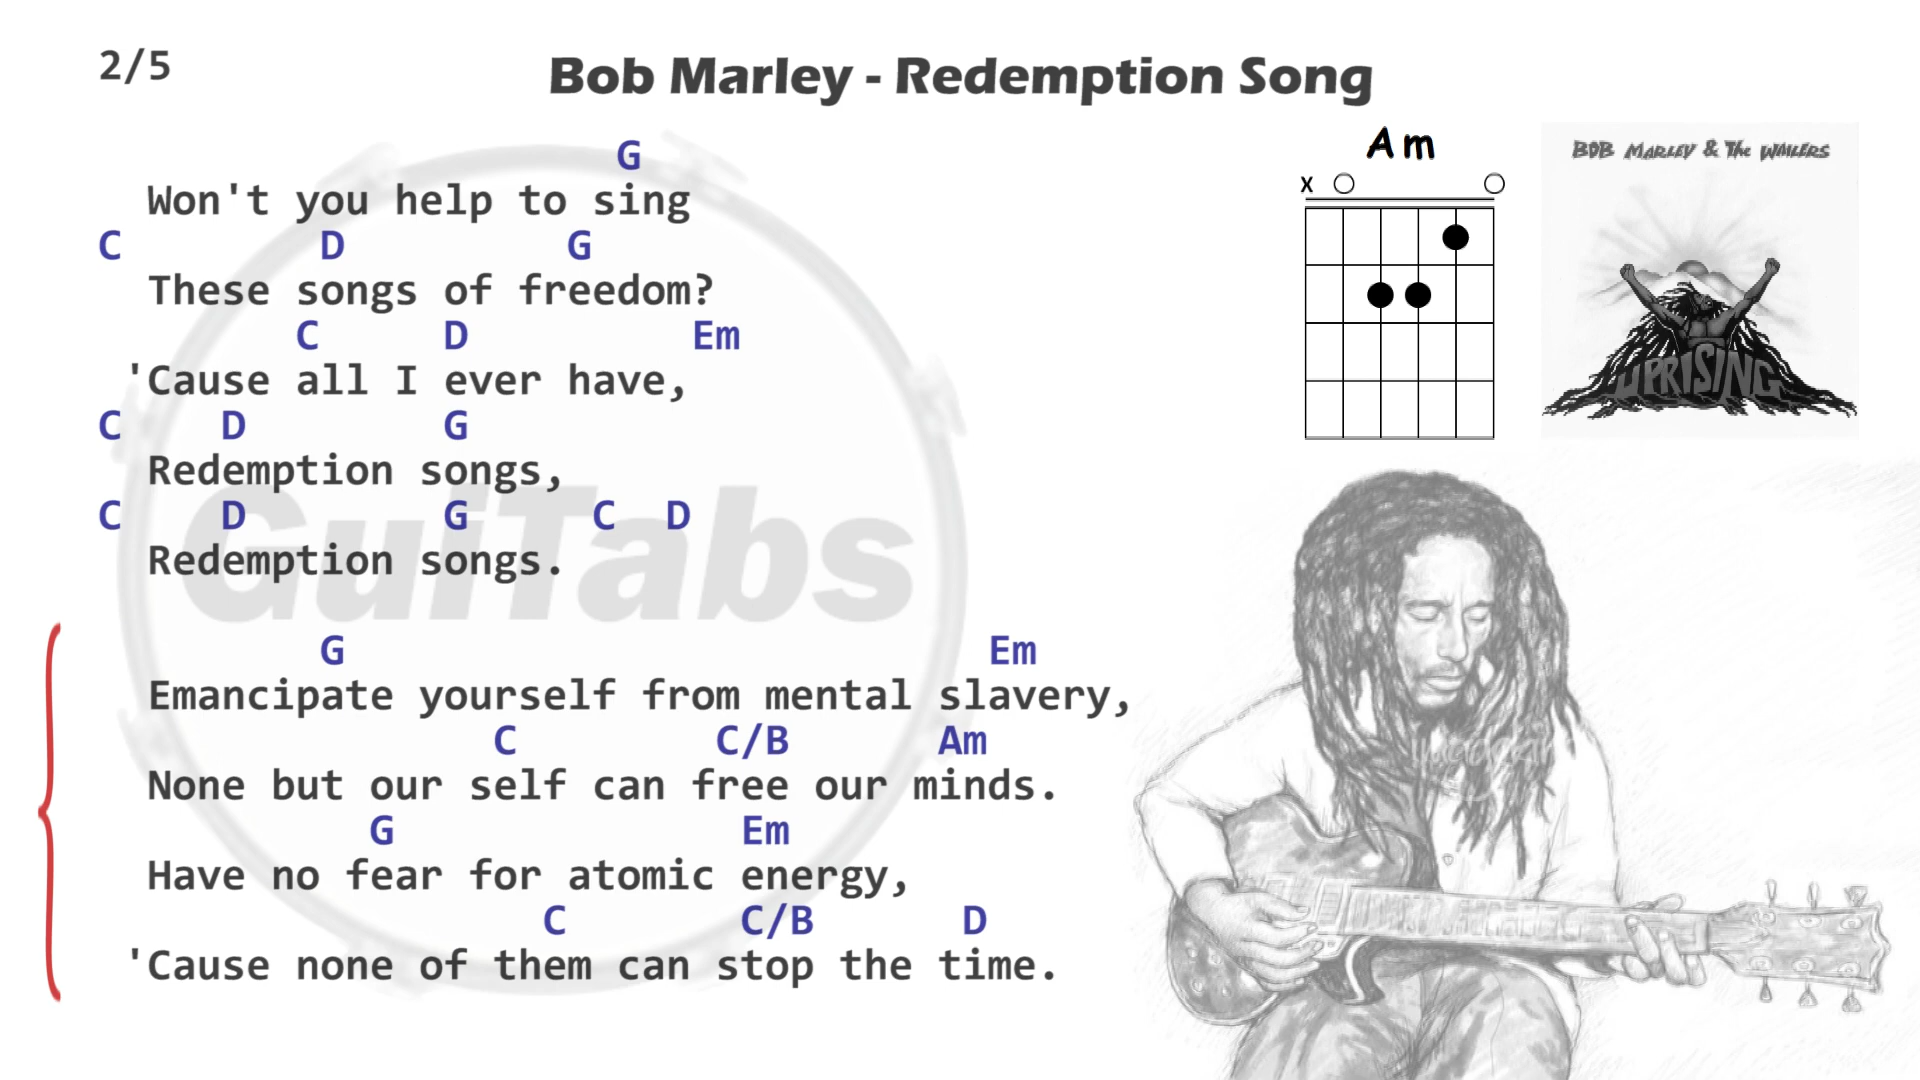 2/5
Bob Marley - Redemption Song
G
Won't you help to sing
C D G
These songs of freedom?
C D Em
'Cause all I ever have,
C D G
Redemption songs,
C D G C D
Redemption songs.
G Em
Emancipate yourself from mental slavery,
C C/B Am
None but our self can free our minds.
G Em
Have no fear for atomic energy,
C C/B D
'Cause none of them can stop the time.
GuiTabs
Am
x
BOB MARLEY & The WAILERS
UPRISING